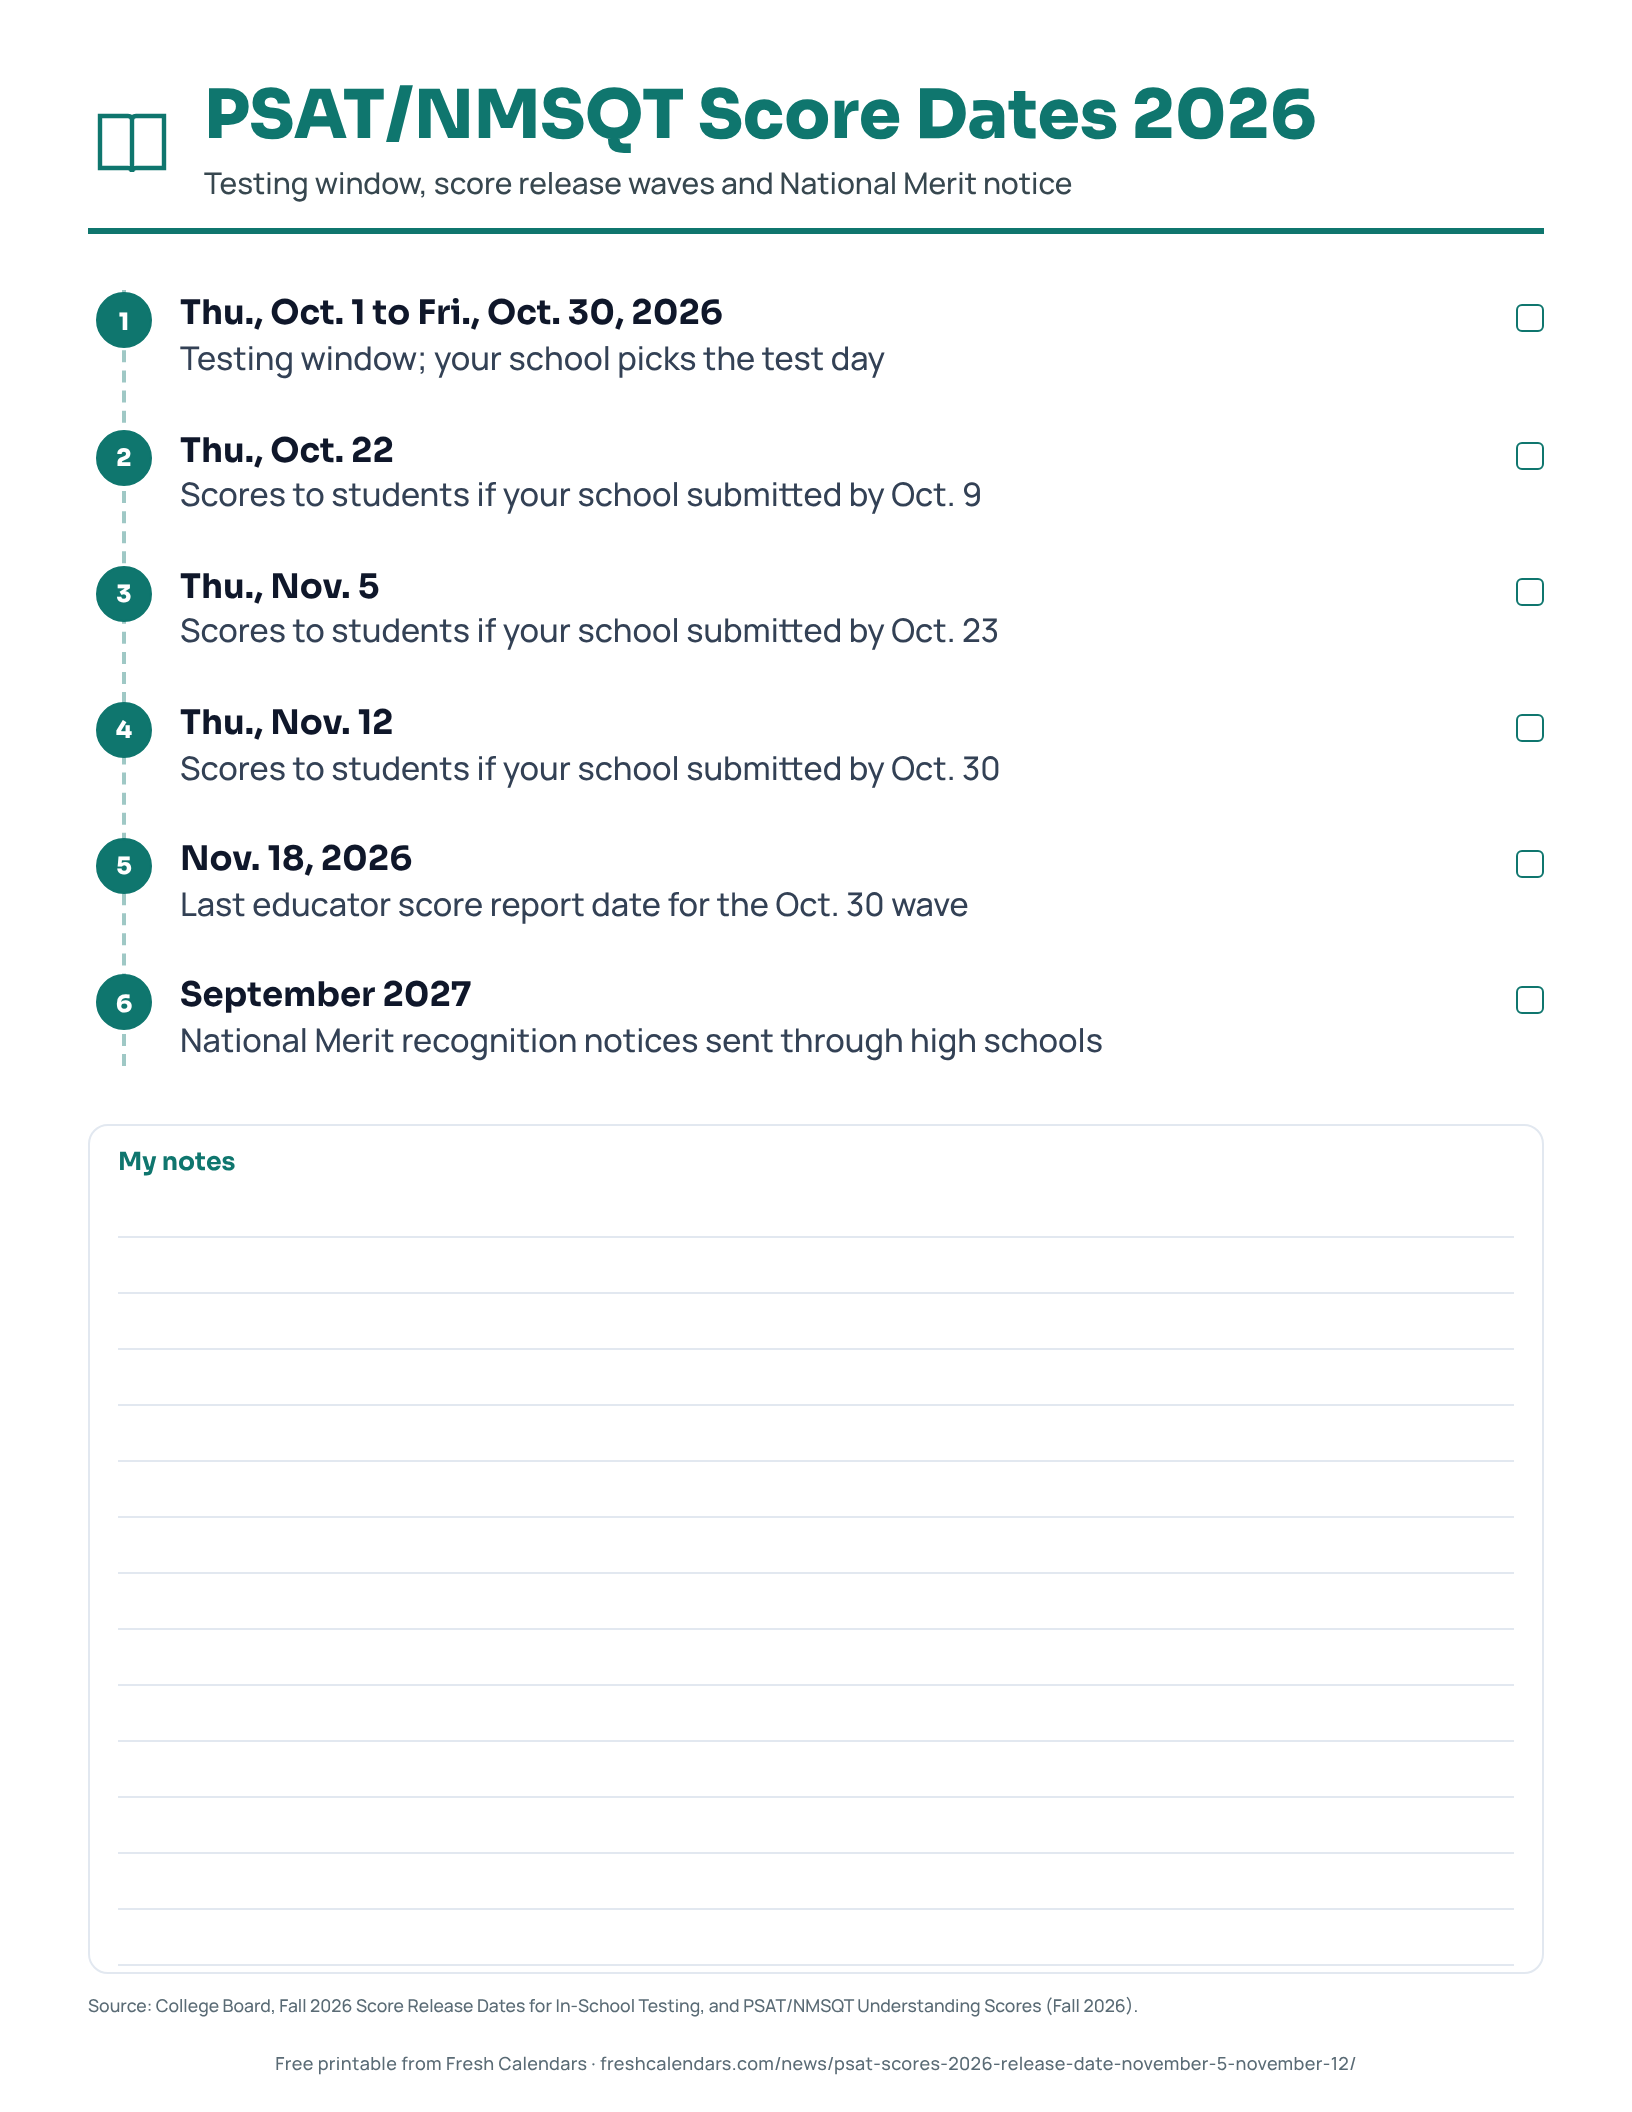 PSAT/NMSQT Score Dates 2026
Testing window, score release waves and National Merit notice
1
Thu., Oct. 1 to Fri., Oct. 30, 2026
Testing window; your school picks the test day
2
Thu., Oct. 22
Scores to students if your school submitted by Oct. 9
3
Thu., Nov. 5
Scores to students if your school submitted by Oct. 23
4
Thu., Nov. 12
Scores to students if your school submitted by Oct. 30
5
Nov. 18, 2026
Last educator score report date for the Oct. 30 wave
6
September 2027
National Merit recognition notices sent through high schools
My notes
Source: College Board, Fall 2026 Score Release Dates for In-School Testing, and PSAT/NMSQT Understanding Scores (Fall 2026).
Free printable from Fresh Calendars · freshcalendars.com/news/psat-scores-2026-release-date-november-5-november-12/